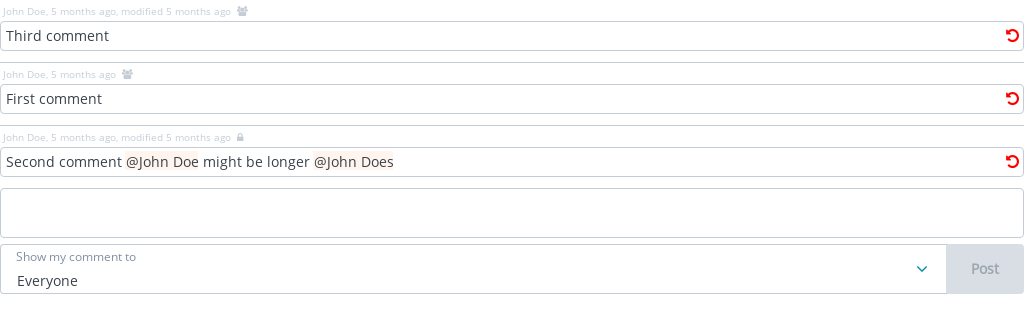 John Doe, 5 months ago, modified 5 months ago
Third comment
John Doe, 5 months ago
First comment
John Doe, 5 months ago, modified 5 months ago
Second comment @John Doe might be longer @John Does
Show my comment to
Everyone
Post